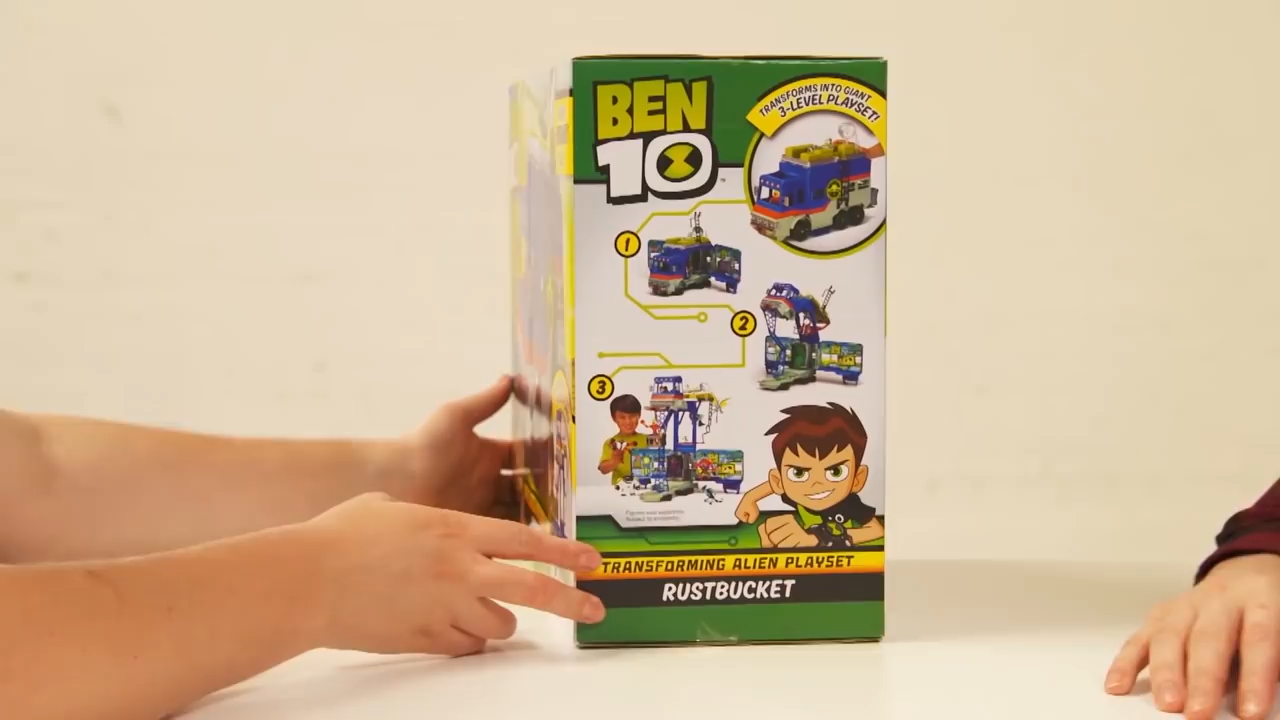 BEN
10
TRANSFORMS INTO GIANT
3-LEVEL PLAYSET!
1
2
3
TRANSFORMING ALIEN PLAYSET
RUSTBUCKET